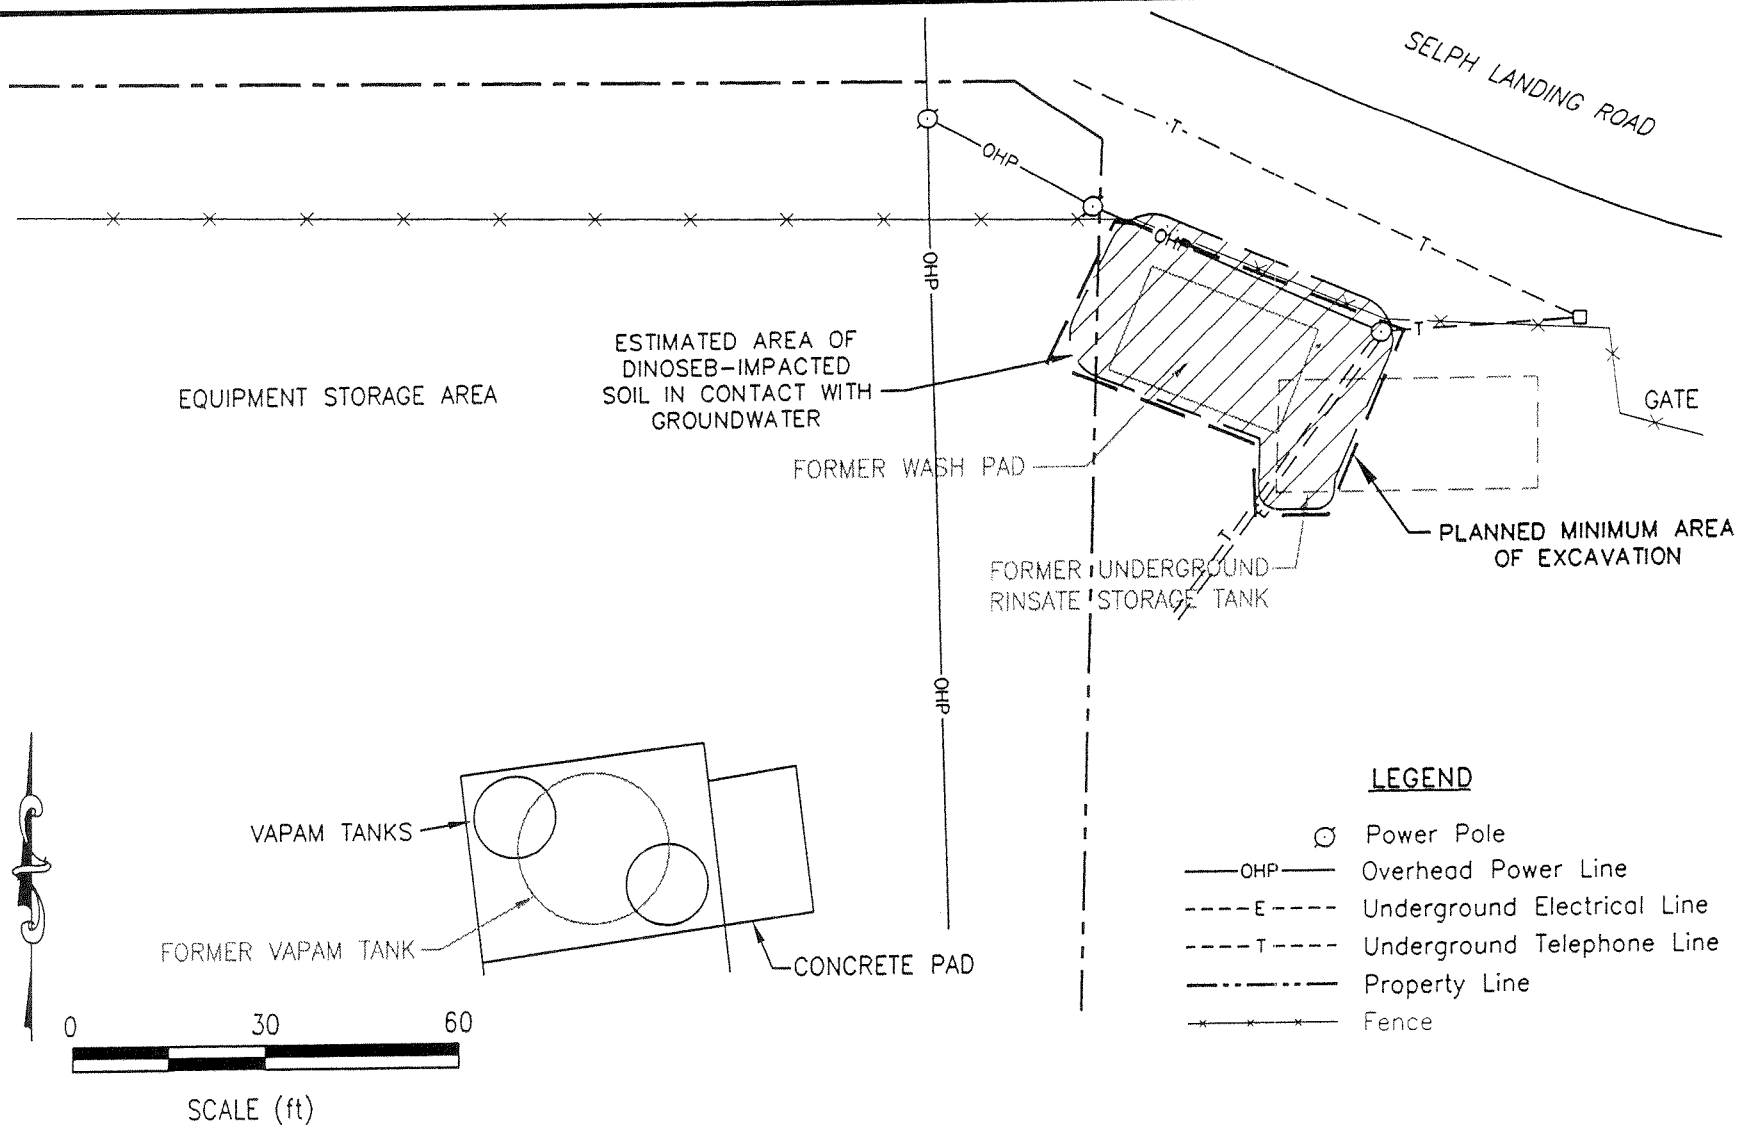 SELPH LANDING ROAD
T
OHP
OHP
T
OHP
T
ESTIMATED AREA OF
DINOSEB-IMPACTED
SOIL IN CONTACT WITH
GROUNDWATER
EQUIPMENT STORAGE AREA
GATE
FORMER WASH PAD
PLANNED MINIMUM AREA
OF EXCAVATION
T
FORMER UNDERGROUND
RINSATE STORAGE TANK
OHP
VAPAM TANKS
FORMER VAPAM TANK
CONCRETE PAD
LEGEND
Power Pole
OHP Overhead Power Line
E Underground Electrical Line
T Underground Telephone Line
Property Line
Fence
0 30 60
SCALE (ft)